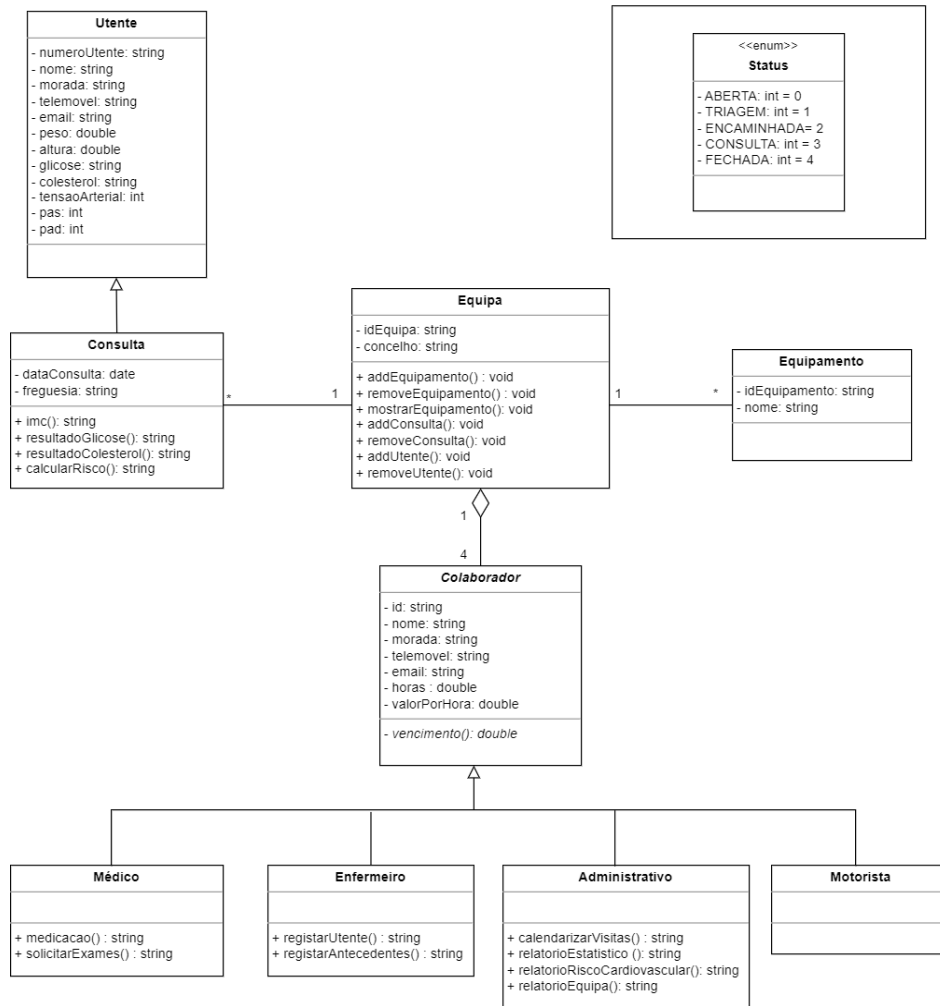 Utente
- numeroUtente: string
- nome: string
- morada: string
- telemovel: string
- email: string
- peso: double
- altura: double
- glicose: string
- colesterol: string
- tensaoArterial: int
- pas: int
- pad: int
<<enum>>
Status
- ABERTA: int = 0
- TRIAGEM: int = 1
- ENCAMINHADA= 2
- CONSULTA: int = 3
- FECHADA: int = 4
Consulta
- dataConsulta: date
- freguesia: string
+ imc(): string
+ resultadoGlicose(): string
+ resultadoColesterol(): string
+ calcularRisco(): string
*
1
Equipa
- idEquipa: string
- concelho: string
+ addEquipamento() : void
+ removeEquipamento() : void
+ mostrarEquipamento(): void
+ addConsulta(): void
+ removeConsulta(): void
+ addUtente(): void
+ removeUtente(): void
1
*
Equipamento
- idEquipamento: string
- nome: string
1
4
Colaborador
- id: string
- nome: string
- morada: string
- telemovel: string
- email: string
- horas : double
- valorPorHora: double
- vencimento(): double
Médico
+ medicacao() : string
+ solicitarExames() : string
Enfermeiro
+ registarUtente() : string
+ registarAntecedentes() : string
Administrativo
+ calendarizarVisitas() : string
+ relatorioEstatistico (): string
+ relatorioRiscoCardiovascular(): string
+ relatorioEquipa(): string
Motorista